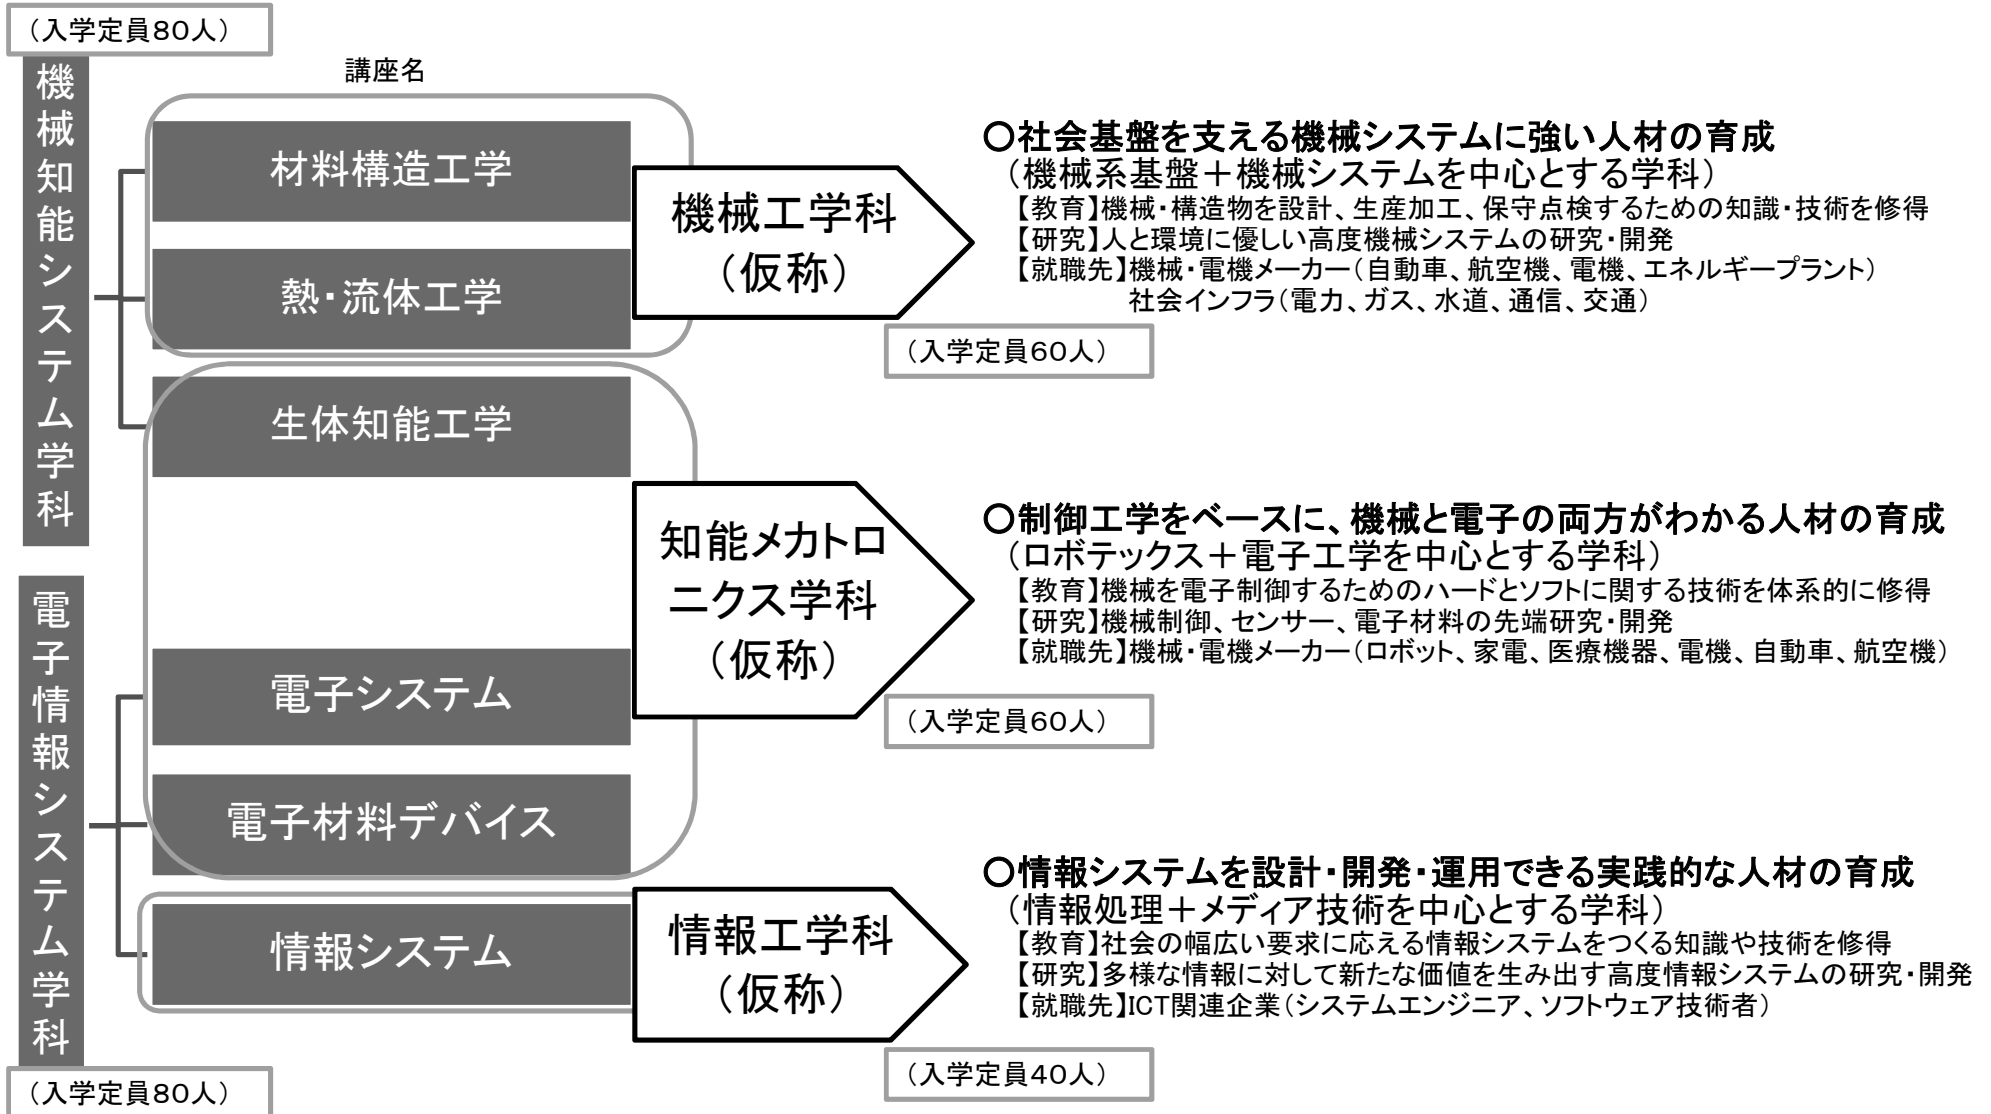 （入学定員80人）
機械知能システム学科
講座名
材料構造工学
熱・流体工学
生体知能工学
機械工学科
（仮称）
○社会基盤を支える機械システムに強い人材の育成
（機械系基盤＋機械システムを中心とする学科）
【教育】機械・構造物を設計、生産加工、保守点検するための知識・技術を修得
【研究】人と環境に優しい高度機械システムの研究・開発
【就職先】機械・電機メーカー（自動車、航空機、電機、エネルギープラント）
社会インフラ（電力、ガス、水道、通信、交通）
（入学定員60人）
電子情報システム学科
（入学定員80人）
電子システム
電子材料デバイス
情報システム
知能メカトロ
ニクス学科
（仮称）
○制御工学をベースに、機械と電子の両方がわかる人材の育成
（ロボテックス＋電子工学を中心とする学科）
【教育】機械を電子制御するためのハードとソフトに関する技術を体系的に修得
【研究】機械制御、センサー、電子材料の先端研究・開発
【就職先】機械・電機メーカー（ロボット、家電、医療機器、電機、自動車、航空機）
（入学定員60人）
情報工学科
（仮称）
○情報システムを設計・開発・運用できる実践的な人材の育成
（情報処理＋メディア技術を中心とする学科）
【教育】社会の幅広い要求に応える情報システムをつくる知識や技術を修得
【研究】多様な情報に対して新たな価値を生み出す高度情報システムの研究・開発
【就職先】ICT関連企業（システムエンジニア、ソフトウェア技術者）
（入学定員40人）